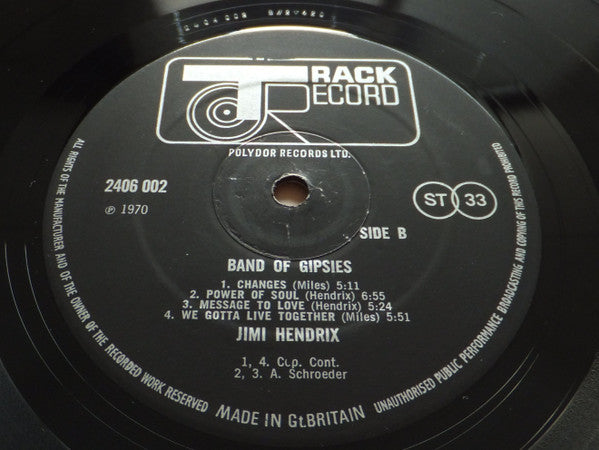 TRACK
RECORD
POLYDOR RECORDS LTD.
2406 002
℗ 1970
ST 33
SIDE B
BAND OF GIPSIES
1. CHANGES (Miles) 5:11
2. POWER OF SOUL (Hendrix) 6:55
3. MESSAGE TO LOVE (Hendrix) 5:24
4. WE GOTTA LIVE TOGETHER (Miles) 5:51
JIMI HENDRIX
1, 4. Cop. Cont.
2, 3. A. Schroeder
ALL RIGHTS OF THE MANUFACTURER AND OF THE OWNER OF THE RECORDED WORK RESERVED
MADE IN Gt.BRITAIN
UNAUTHORISED PUBLIC PERFORMANCE BROADCASTING AND COPYING OF THIS RECORD PROHIBITED